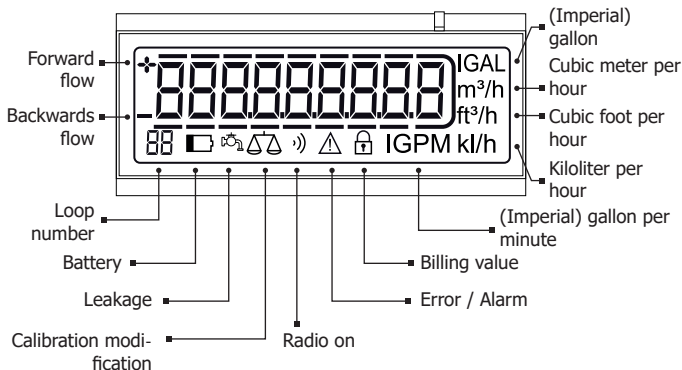 (Imperial)
gallon
Forward
flow
IGAL
Cubic meter per
hour
888888888
m³/h
Backwards
flow
ft³/h
Cubic foot per
hour
88
IGPM kl/h
Kiloliter per
hour
Loop
number
(Imperial) gallon per
minute
Battery
Billing value
Leakage
Error / Alarm
Calibration modi-
fication
Radio on